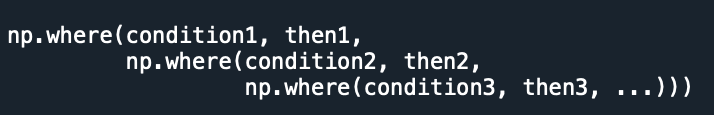 np.where(condition1, then1,
         np.where(condition2, then2,
                  np.where(condition3, then3, ...)))